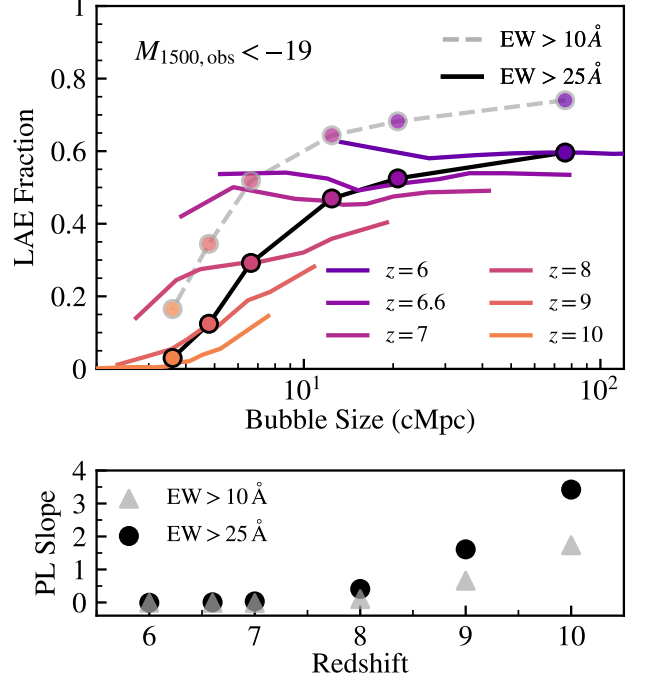 1
0.8
0.6
0.4
0.2
0
LAE Fraction
M1500, obs < −19
EW > 10Å
EW > 25Å
z = 6
z = 6.6
z = 7
z = 8
z = 9
z = 10
10¹
10²
Bubble Size (cMpc)
4
3
2
1
0
PL Slope
EW > 10 Å
EW > 25 Å
6
7
8
9
10
Redshift